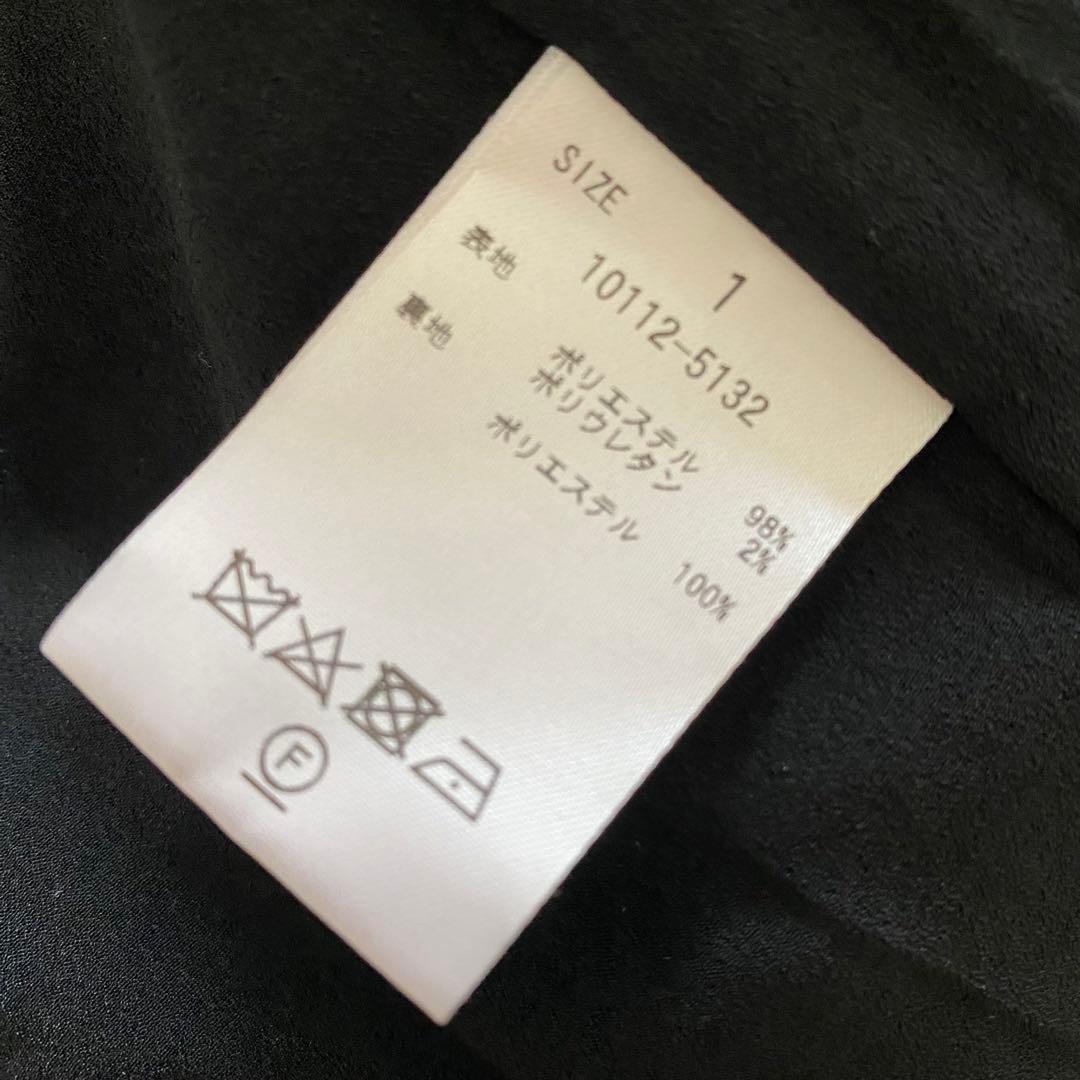 SIZE 1
10112-5132
表地 ポリエステル 98%
ポリウレタン 2%
裏地 ポリエステル 100%
F